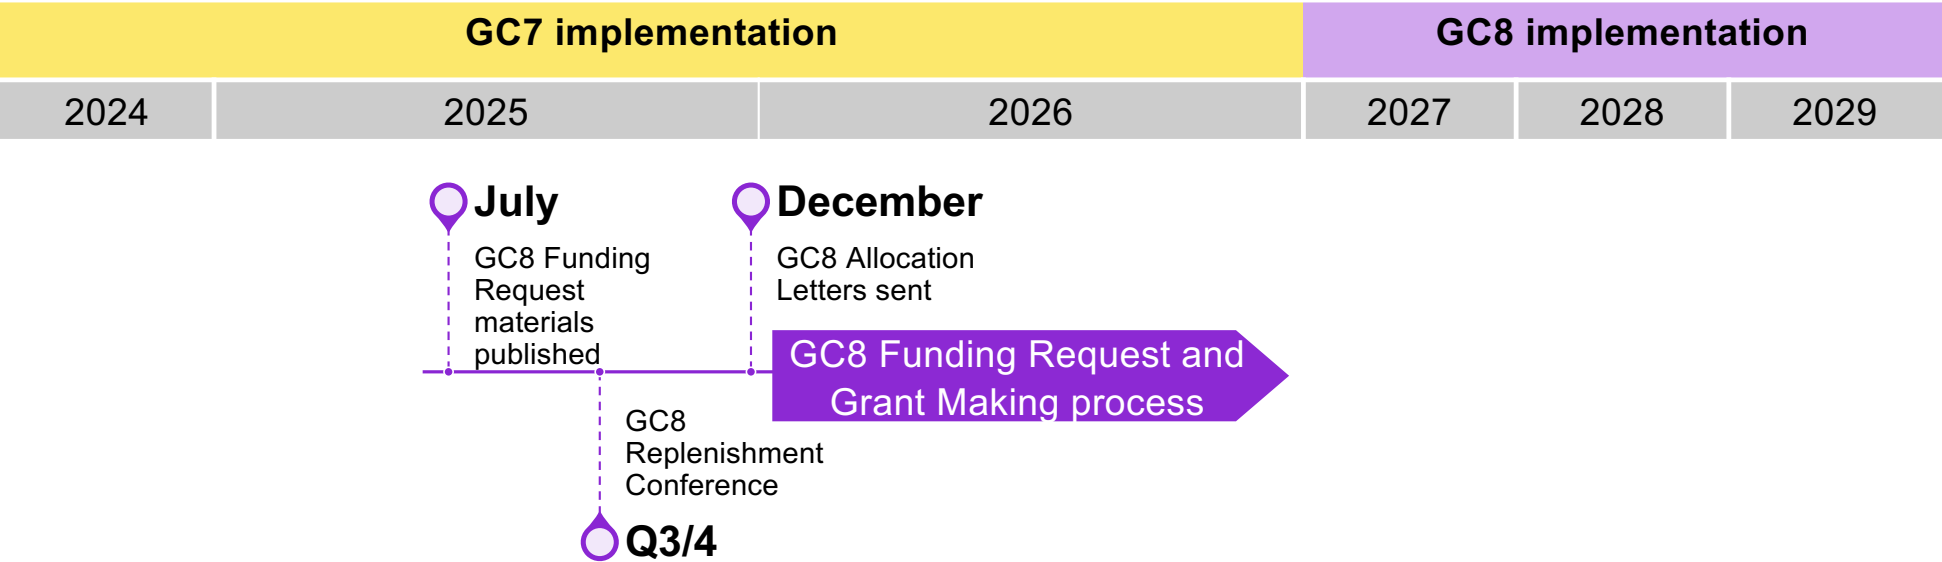 GC7 implementation
GC8 implementation
2024
2025
2026
2027
2028
2029
July
GC8 Funding
Request
materials
published
December
GC8 Allocation
Letters sent
GC8 Funding Request and
Grant Making process
GC8
Replenishment
Conference
Q3/4